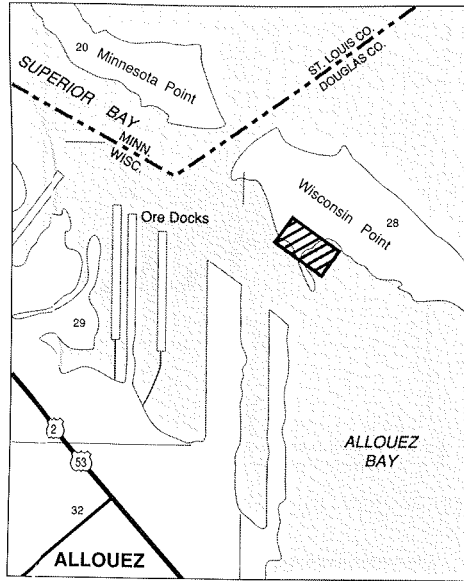 20
Minnesota Point
ST. LOUIS CO.
DOUGLAS CO.
SUPERIOR BAY
MINN.
WISC.
Wisconsin Point
28
Ore Docks
29
2
53
ALLOUEZ
BAY
32
ALLOUEZ